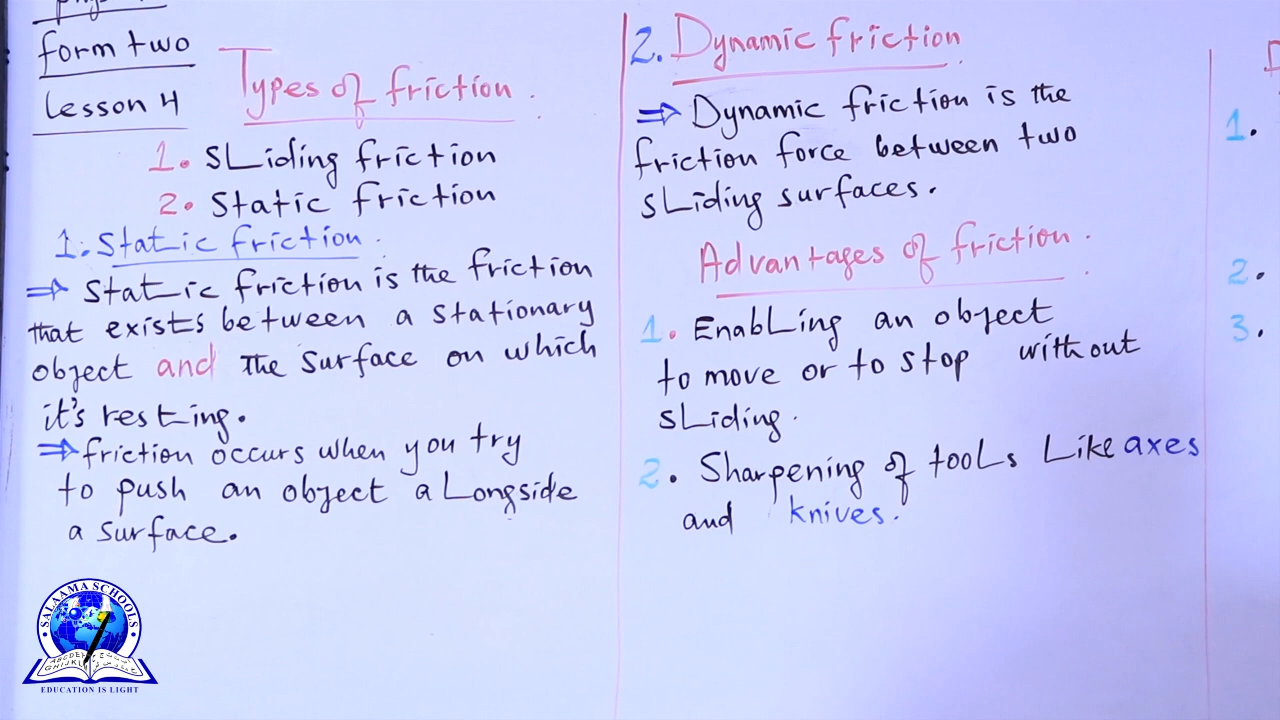 form two
Lesson 4
Types of friction.
1. SLiding friction
2. Static friction
1. Static friction.
⇒ Static friction is the friction
that exists between a stationary
object and the surface on which
it's resting.
⇒ friction occurs when you try
to push an object aLongside
a surface.
2. Dynamic friction
⇒ Dynamic friction is the
friction force between two
sLiding surfaces.
Advantages of friction.
1. EnabLing an object
to move or to stop without
sLiding.
2. Sharpening of tooLs Like axes
and knives.
1.
2.
3.
SALAAMA SCHOOLS
EDUCATION IS LIGHT